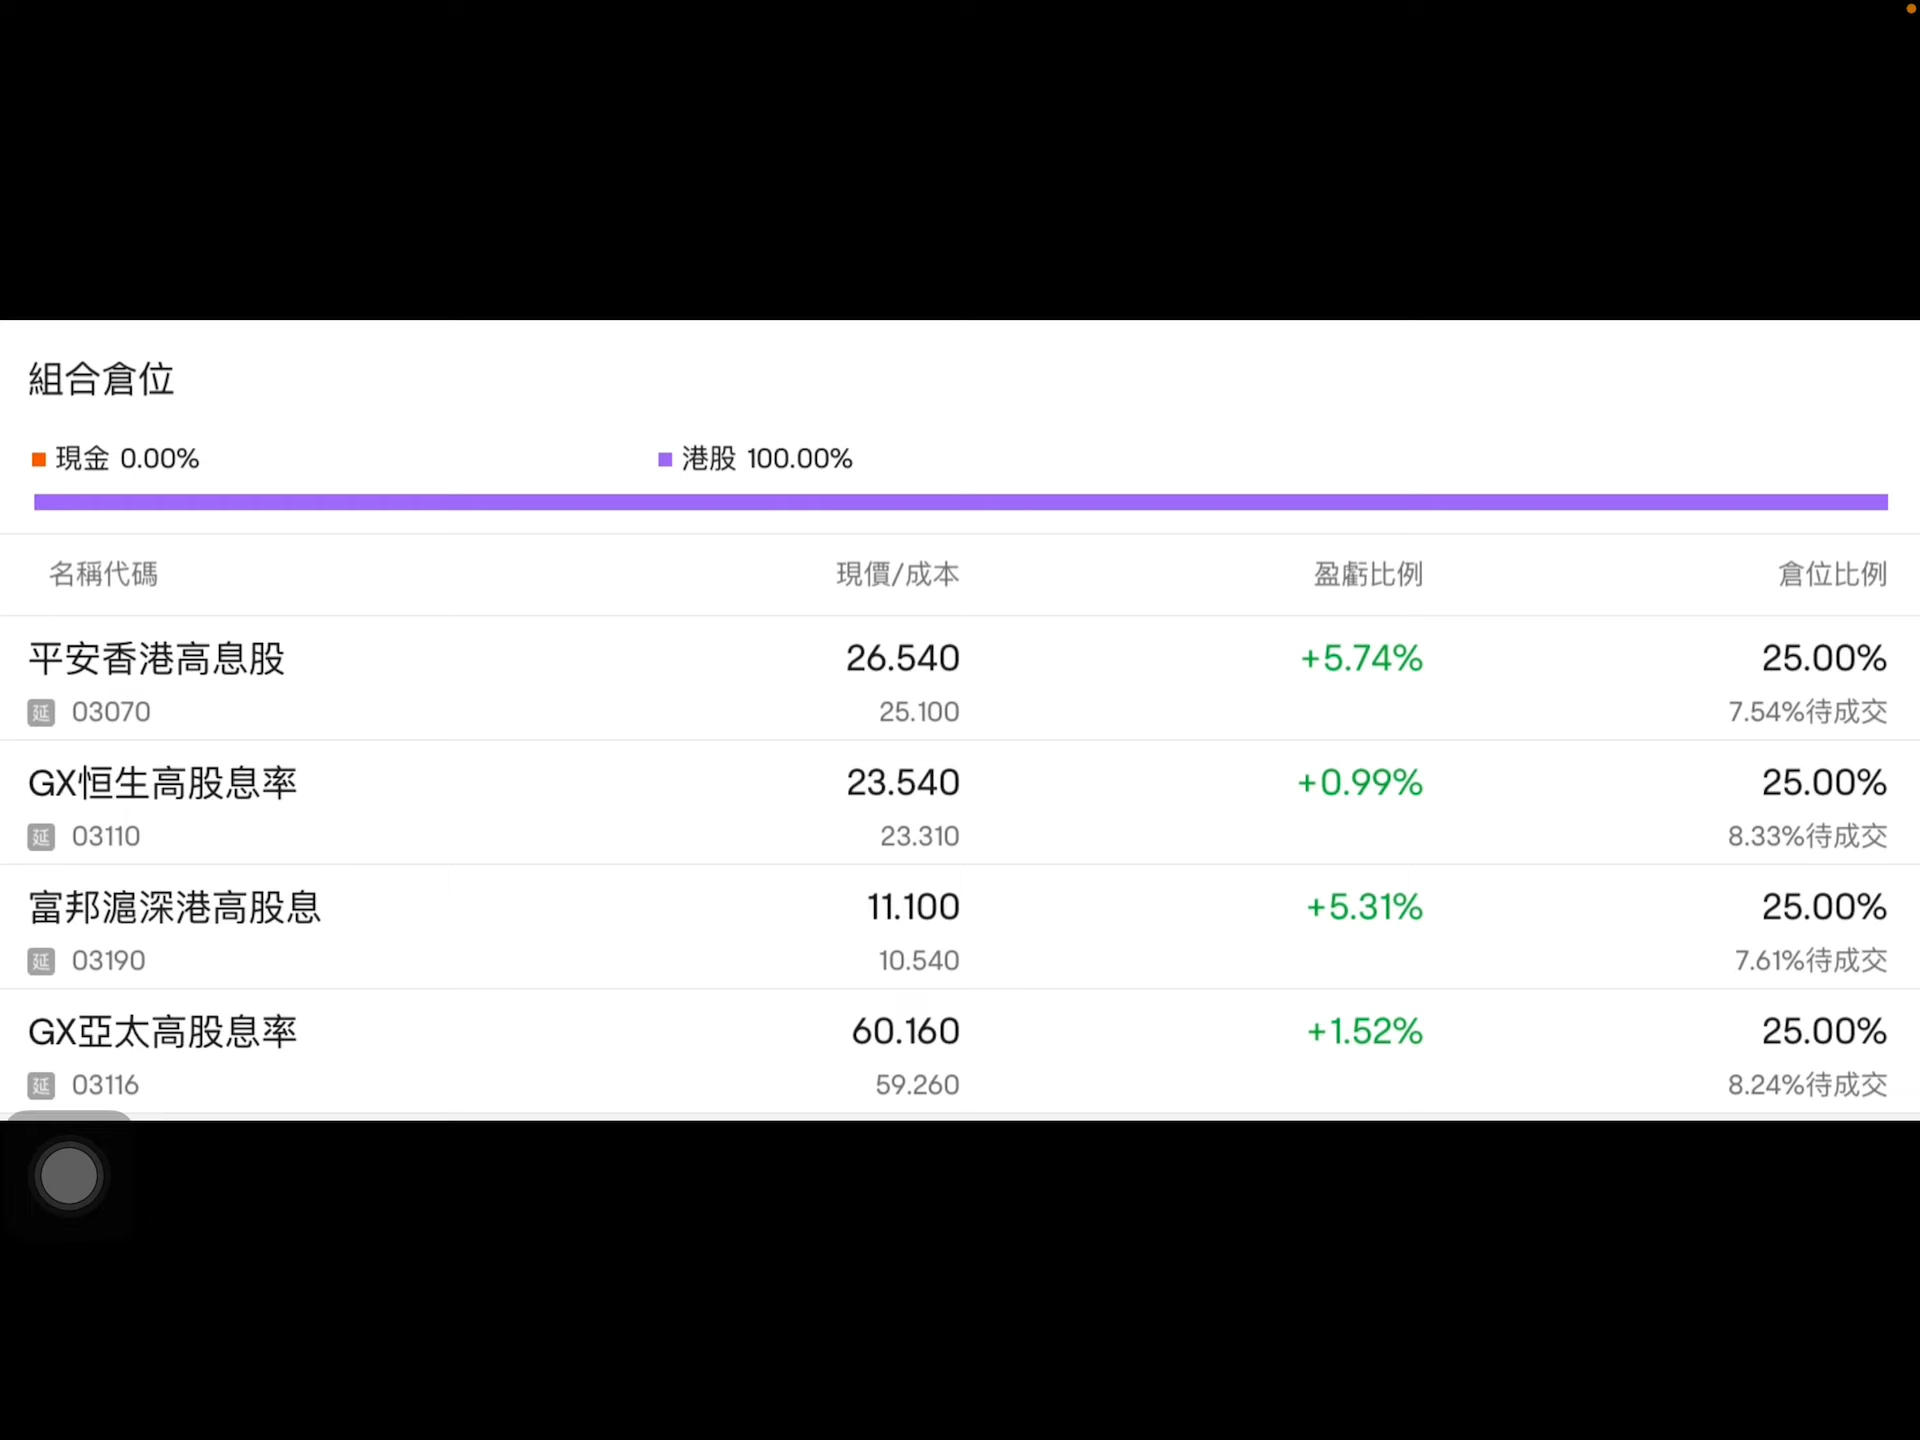 組合倉位
現金 0.00% 港股 100.00%
名稱代碼 現價/成本 盈虧比例 倉位比例
平安香港高息股 26.540 +5.74% 25.00%
延 03070 25.100 7.54%待成交
GX恒生高股息率 23.540 +0.99% 25.00%
延 03110 23.310 8.33%待成交
富邦滬深港高股息 11.100 +5.31% 25.00%
延 03190 10.540 7.61%待成交
GX亞太高股息率 60.160 +1.52% 25.00%
延 03116 59.260 8.24%待成交